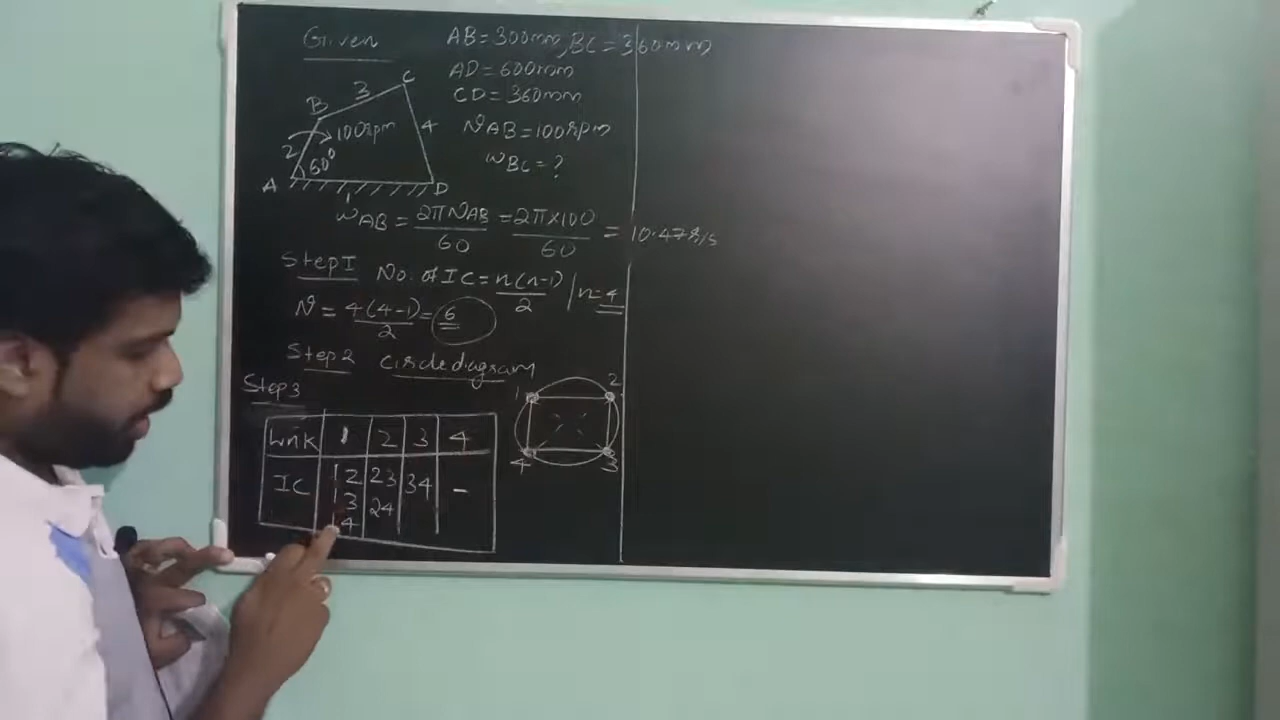 Given
AB=300mm, BC=360mm
AD=600mm
CD=360mm
NAB=100rpm
ωBC=?
B 3 C
100rpm 4
2 60°
A 1 D
ωAB = 2πNAB/60 = 2π×100/60 = 10.47 r/s
Step I No. of IC = n(n-1)/2 | n=4
N = 4(4-1)/2 = 6
Step 2 Circle diagram
1 2
4 3
Step 3
Link 1 2 3 4
IC 12 23 34 -
13 24
14